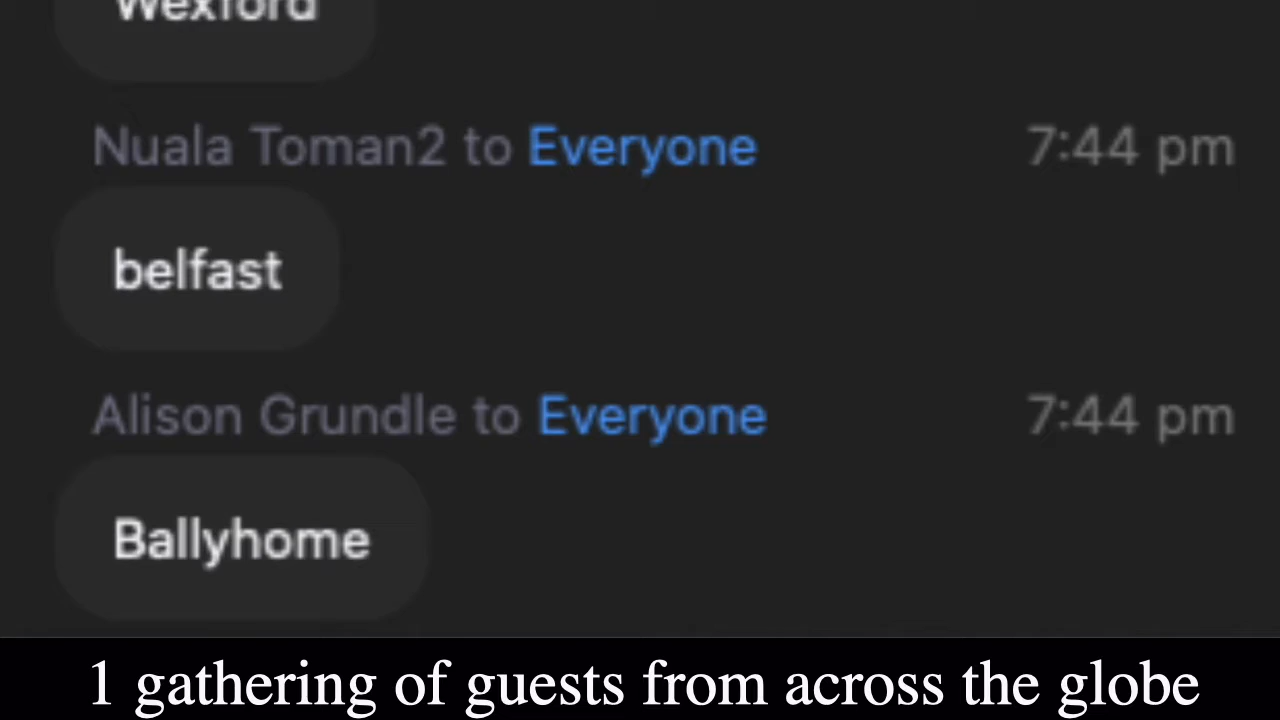 Wexford
Nuala Toman2 to Everyone 7:44 pm
belfast
Alison Grundle to Everyone 7:44 pm
Ballyhome
1 gathering of guests from across the globe